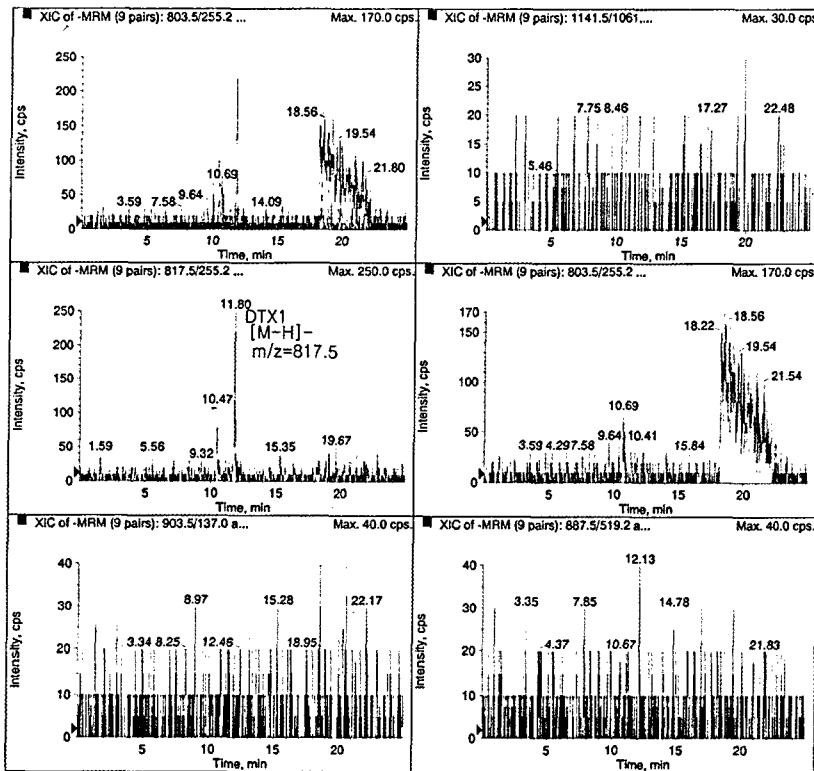 XIC of -MRM (9 pairs): 803.5/255.2 ... Max. 170.0 cps
Intensity, cps
250
200
150
100
50
0
18.56
19.54
21.80
10.69
9.64
3.59
7.58
14.09
5 10 15 20
Time, min
XIC of -MRM (9 pairs): 1141.5/1061,... Max. 30.0 cps
Intensity, cps
30
25
20
15
10
5
0
7.75 8.46
17.27
22.48
5.46
5 10 15 20
Time, min
XIC of -MRM (9 pairs): 817.5/255.2 ... Max. 250.0 cps
Intensity, cps
250
200
150
100
50
0
11.80
DTX1
[M-H]-
m/z=817.5
10.47
1.59
5.56
9.32
15.35
19.67
5 10 15 20
Time, min
XIC of -MRM (9 pairs): 803.5/255.2 ... Max. 170.0 cps
Intensity, cps
170
150
100
50
0
18.22
18.56
19.54
21.54
10.69
9.64
10.41
3.59
4.29
7.58
15.84
5 10 15 20
Time, min
XIC of -MRM (9 pairs): 903.5/137.0 a... Max. 40.0 cps
Intensity, cps
40
30
20
10
0
8.97
15.28
22.17
3.34
8.25
12.46
18.95
5 10 15 20
Time, min
XIC of -MRM (9 pairs): 887.5/519.2 a... Max. 40.0 cps
Intensity, cps
40
30
20
10
0
12.13
3.35
7.85
14.78
4.37
10.67
21.83
5 10 15 20
Time, min